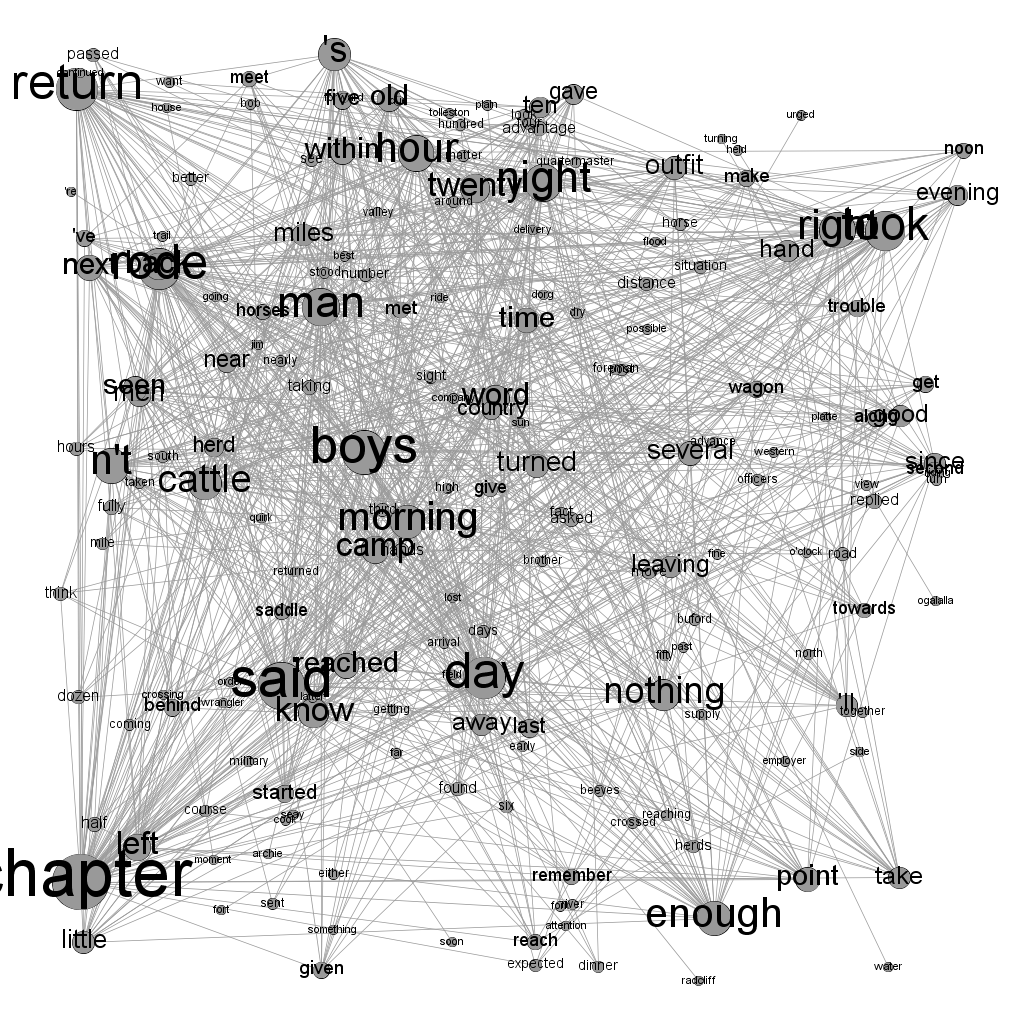 's
passed
return
continued
want
meet
house
bob
five
old
gave
ten
look
four
advantage
tolleston
plain
hundred
urged
turning
held
noon
within
hour
see
matter
quartermaster
outfit
make
better
twenty
night
evening
're
around
valley
've
trail
miles
delivery
horse
flood
right
took
hand
next
rode
back
best
stood
number
situation
distance
going
ride
dorg
horses
man
met
time
dry
trouble
possible
jim
near
nearly
foreman
post
seen
men
taking
sight
wagon
get
word
company
country
platte
along
good
sun
herd
boys
n't
hours
south
several
advance
western
since
second
turned
cattle
taken
high
give
officers
view
turn
fully
third
replied
quirk
morning
fact
asked
mile
camp
hands
brother
leaving
move
fine
o'clock
road
returned
think
lost
ogalalla
saddle
towards
days
buford
arrival
past
fifty
north
said
reached
day
field
order
dozen
crossing
behind
wrangler
latter
nothing
know
getting
supply
'll
together
coming
away
last
early
far
side
military
employer
started
found
beeves
course
six
seay
cook
reaching
crossed
half
left
herds
moment
archie
chapter
either
remember
point
take
fort
sent
for
river
enough
something
attention
little
soon
reach
given
expected
dinner
water
radcliff